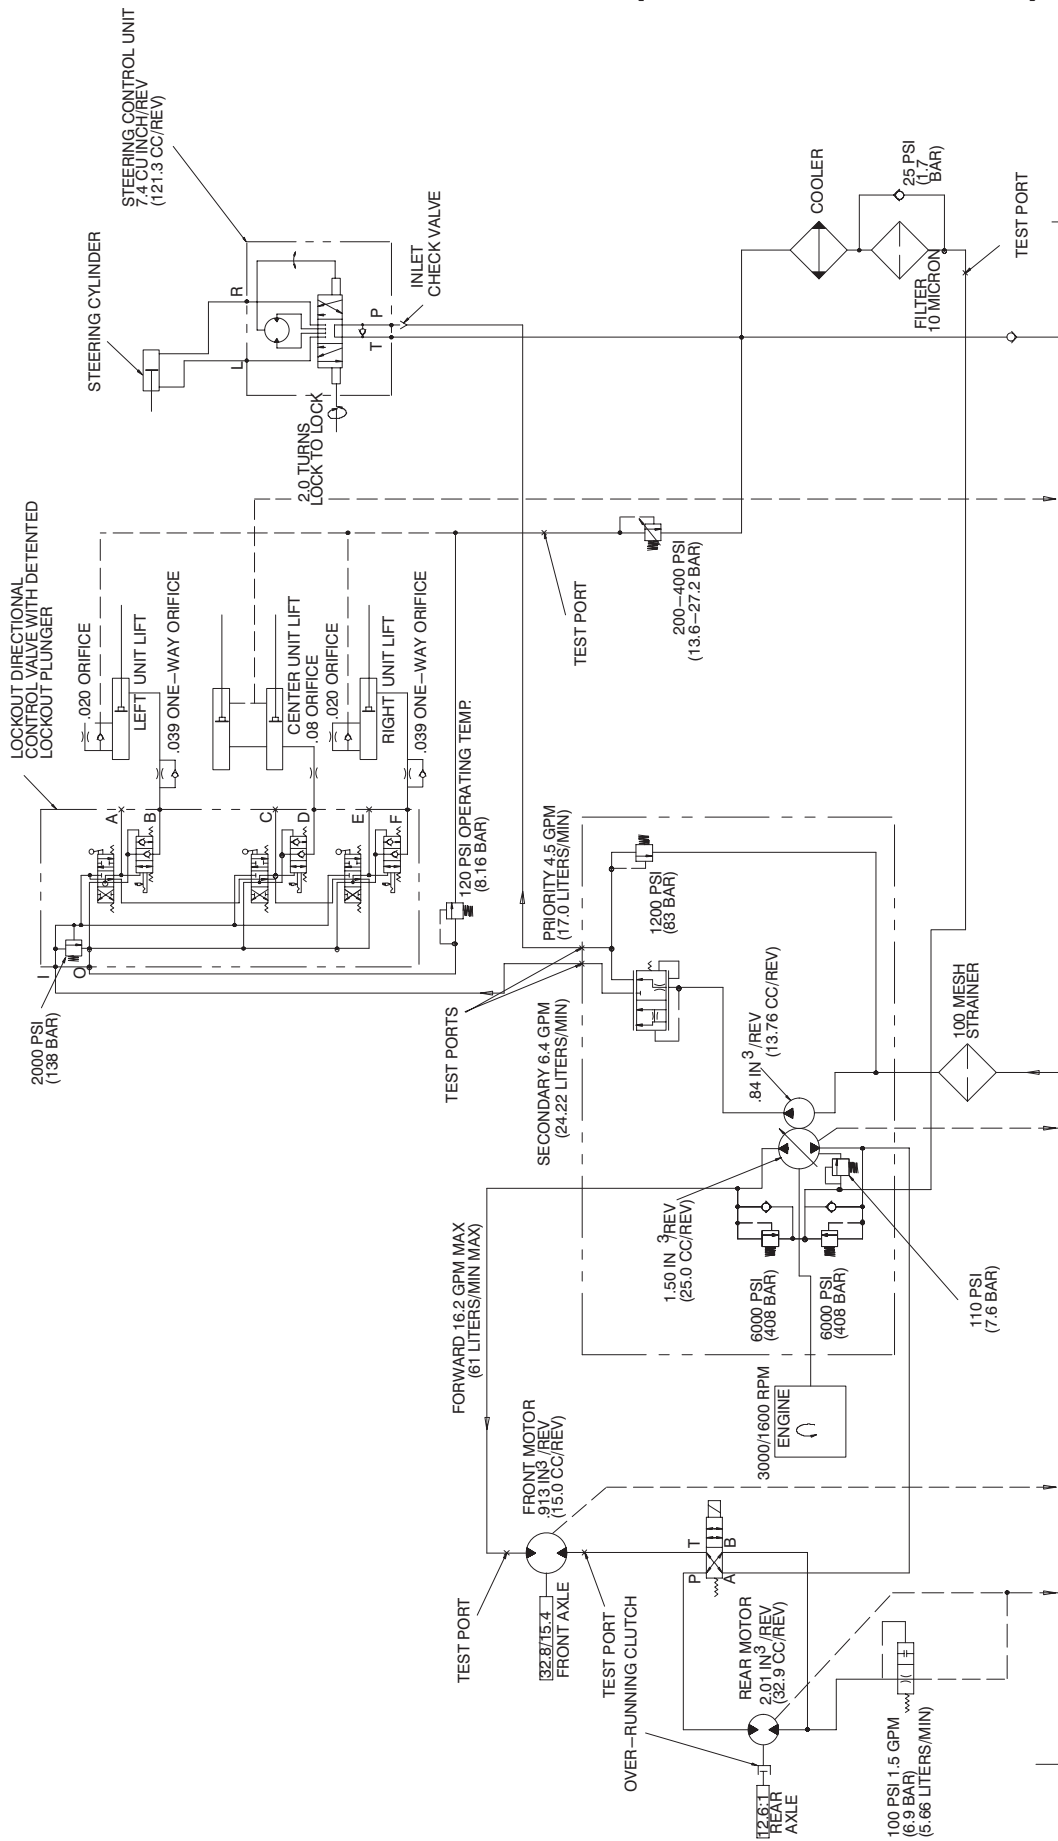 STEERING CONTROL UNIT
7.4 CU INCH/REV
(121.3 CC/REV)
STEERING CYLINDER
L
R
T
P
INLET
CHECK VALVE
2.0 TURNS
LOCK TO LOCK
COOLER
25 PSI
(1.7
BAR)
FILTER
10 MICRON
TEST PORT
LOCKOUT DIRECTIONAL
CONTROL VALVE WITH DETENTED
LOCKOUT PLUNGER
.020 ORIFICE
LEFT UNIT LIFT
.039 ONE-WAY ORIFICE
CENTER UNIT LIFT
.08 ORIFICE
.020 ORIFICE
RIGHT UNIT LIFT
.039 ONE-WAY ORIFICE
A
B
C
D
E
F
I
O
2000 PSI
(138 BAR)
120 PSI OPERATING TEMP.
(8.16 BAR)
TEST PORT
200-400 PSI
(13.6-27.2 BAR)
TEST PORTS
PRIORITY 4.5 GPM
(17.0 LITERS/MIN)
SECONDARY 6.4 GPM
(24.22 LITERS/MIN)
1200 PSI
(83 BAR)
.84 IN3/REV
(13.76 CC/REV)
100 MESH
STRAINER
1.50 IN3/REV
(25.0 CC/REV)
6000 PSI
(408 BAR)
6000 PSI
(408 BAR)
110 PSI
(7.6 BAR)
FORWARD 16.2 GPM MAX
(61 LITERS/MIN MAX)
3000/1600 RPM
ENGINE
FRONT MOTOR
.913 IN3/REV
(15.0 CC/REV)
TEST PORT
32.8/15.4
FRONT AXLE
TEST PORT
P
T
A
B
OVER-RUNNING CLUTCH
REAR MOTOR
2.01 IN3/REV
(32.9 CC/REV)
12.6:1
REAR
AXLE
100 PSI 1.5 GPM
(6.9 BAR)
(5.66 LITERS/MIN)